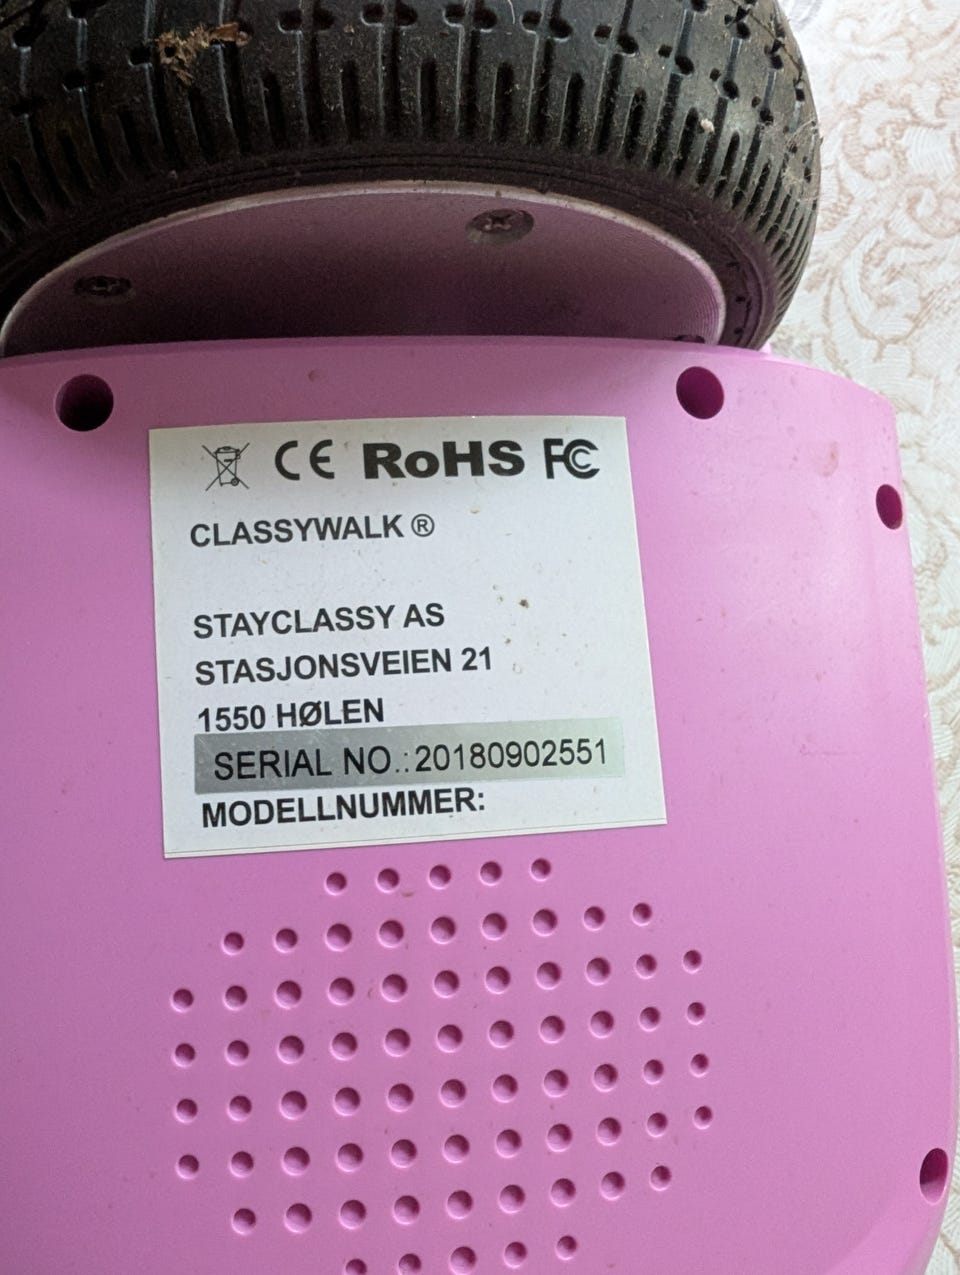 CE RoHS FC
CLASSYWALK ®
STAYCLASSY AS
STASJONSVEIEN 21
1550 HØLEN
SERIAL NO.:20180902551
MODELLNUMMER: